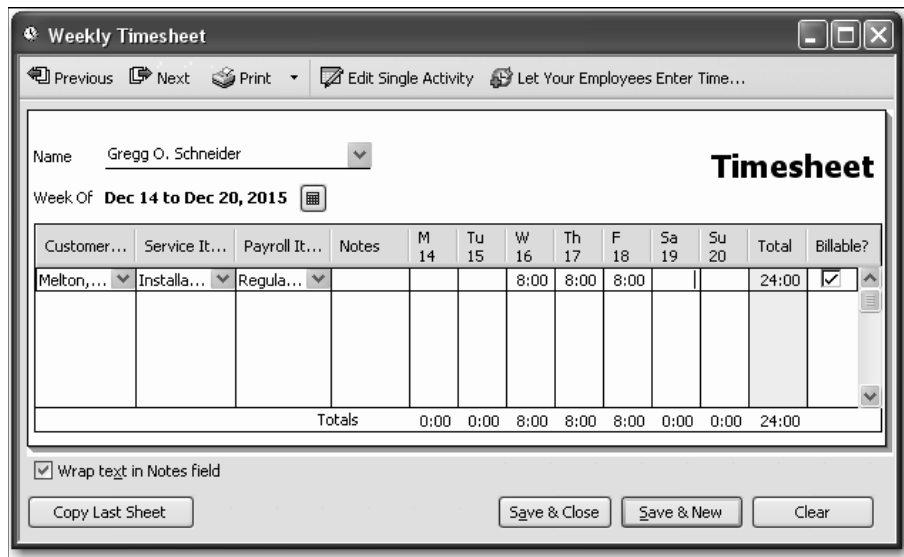 Weekly Timesheet
Previous Next Print Edit Single Activity Let Your Employees Enter Time...
Name Gregg O. Schneider
Timesheet
Week Of Dec 14 to Dec 20, 2015
Customer... Service It... Payroll It... Notes M 14 Tu 15 W 16 Th 17 F 18 Sa 19 Su 20 Total Billable?
Melton,... Installa... Regula... 8:00 8:00 8:00 24:00
Totals 0:00 0:00 8:00 8:00 8:00 0:00 0:00 24:00
Wrap text in Notes field
Copy Last Sheet Save & Close Save & New Clear